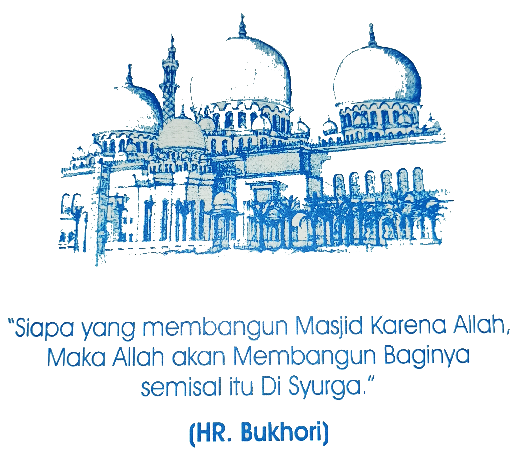 "Siapa yang membangun Masjid Karena Allah,
Maka Allah akan Membangun Baginya
semisal itu Di Syurga."
(HR. Bukhori)